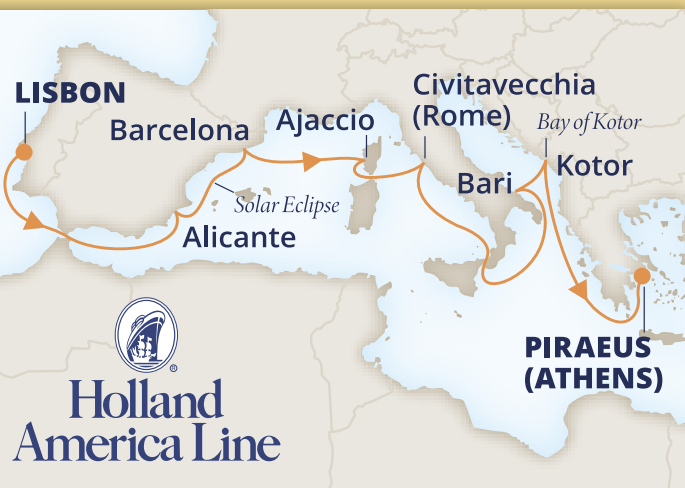 LISBON
Barcelona
Ajaccio
Civitavecchia
(Rome)
Bay of Kotor
Kotor
Bari
Solar Eclipse
Alicante
PIRAEUS
(ATHENS)
®
Holland
America Line